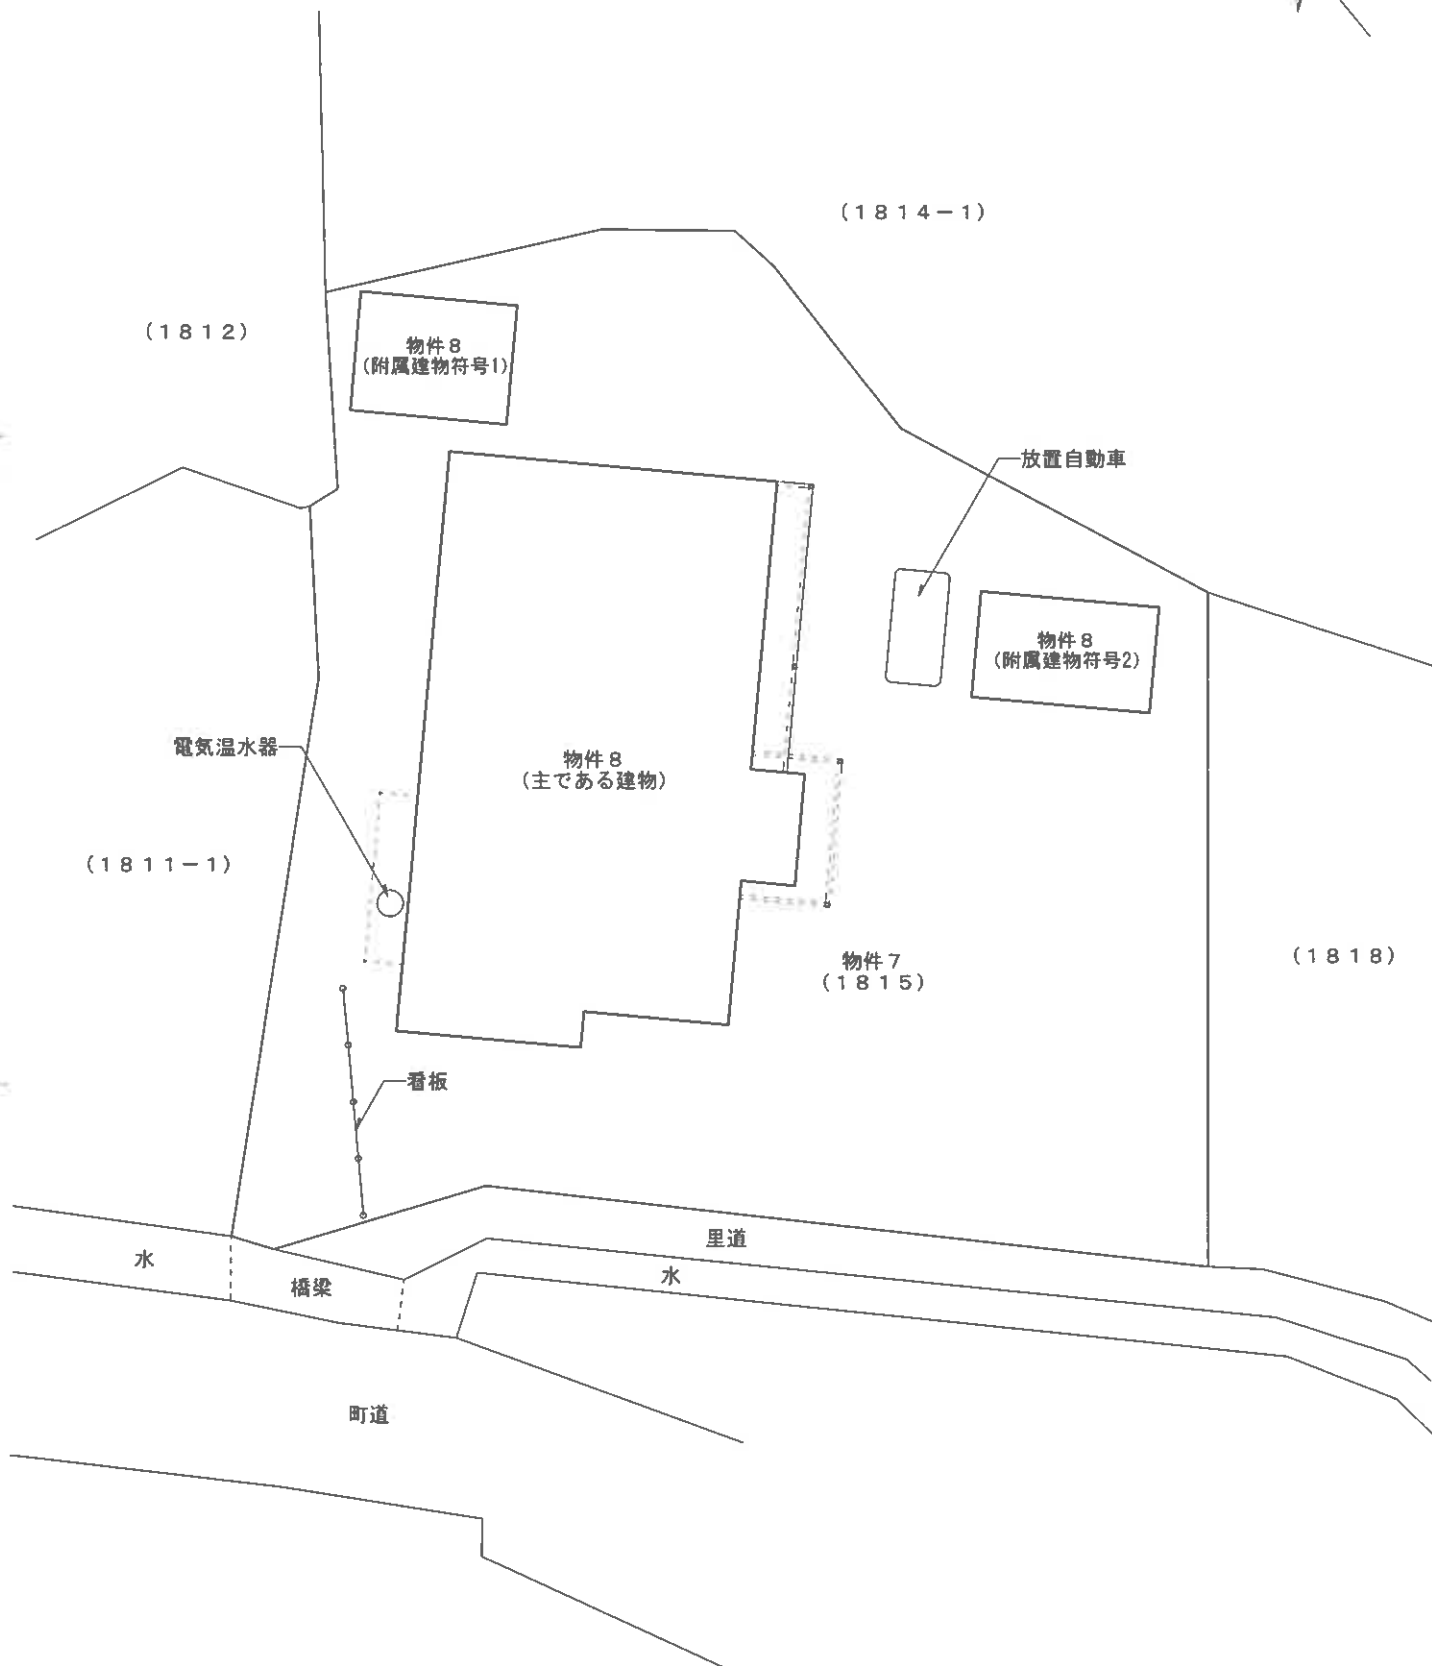 (1814-1)
(1812)
物件8
(附属建物符号1)
放置自動車
物件8
(附属建物符号2)
電気温水器
物件8
(主である建物)
(1811-1)
物件7
(1815)
(1818)
看板
里道
水
水
橋梁
町道